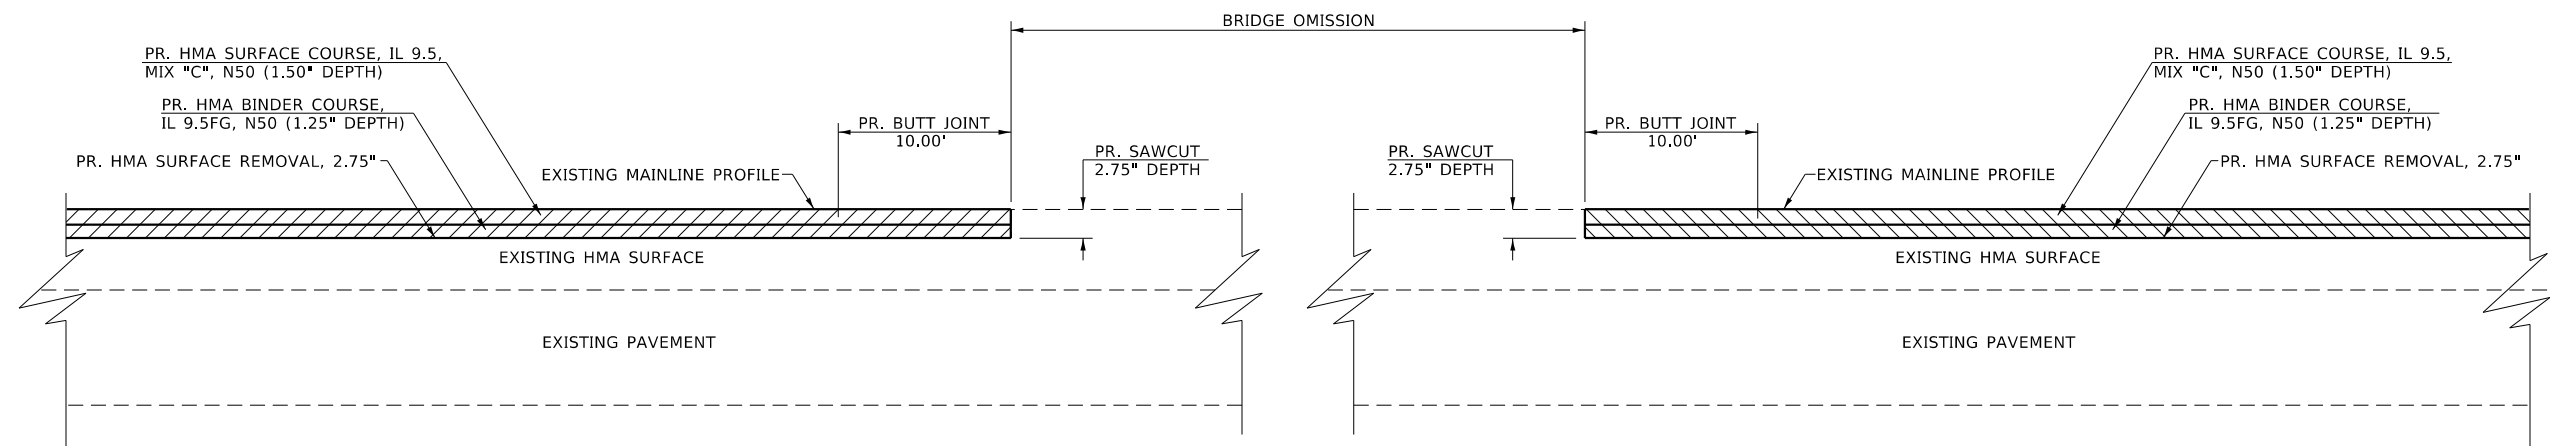 BRIDGE OMISSION
PR. HMA SURFACE COURSE, IL 9.5,
MIX "C", N50 (1.50" DEPTH)
PR. HMA BINDER COURSE,
IL 9.5FG, N50 (1.25" DEPTH)
PR. HMA SURFACE REMOVAL, 2.75"
EXISTING MAINLINE PROFILE
PR. BUTT JOINT
10.00'
PR. SAWCUT
2.75" DEPTH
EXISTING HMA SURFACE
EXISTING PAVEMENT
PR. SAWCUT
2.75" DEPTH
PR. BUTT JOINT
10.00'
EXISTING MAINLINE PROFILE
PR. HMA SURFACE COURSE, IL 9.5,
MIX "C", N50 (1.50" DEPTH)
PR. HMA BINDER COURSE,
IL 9.5FG, N50 (1.25" DEPTH)
PR. HMA SURFACE REMOVAL, 2.75"
EXISTING HMA SURFACE
EXISTING PAVEMENT